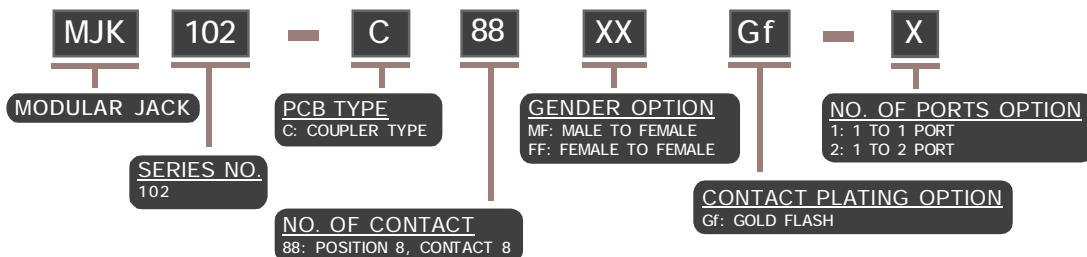 MJK 102 - C 88 XX Gf - X
MODULAR JACK
SERIES NO.
102
PCB TYPE
C: COUPLER TYPE
NO. OF CONTACT
88: POSITION 8, CONTACT 8
GENDER OPTION
MF: MALE TO FEMALE
FF: FEMALE TO FEMALE
CONTACT PLATING OPTION
Gf: GOLD FLASH
NO. OF PORTS OPTION
1: 1 TO 1 PORT
2: 1 TO 2 PORT